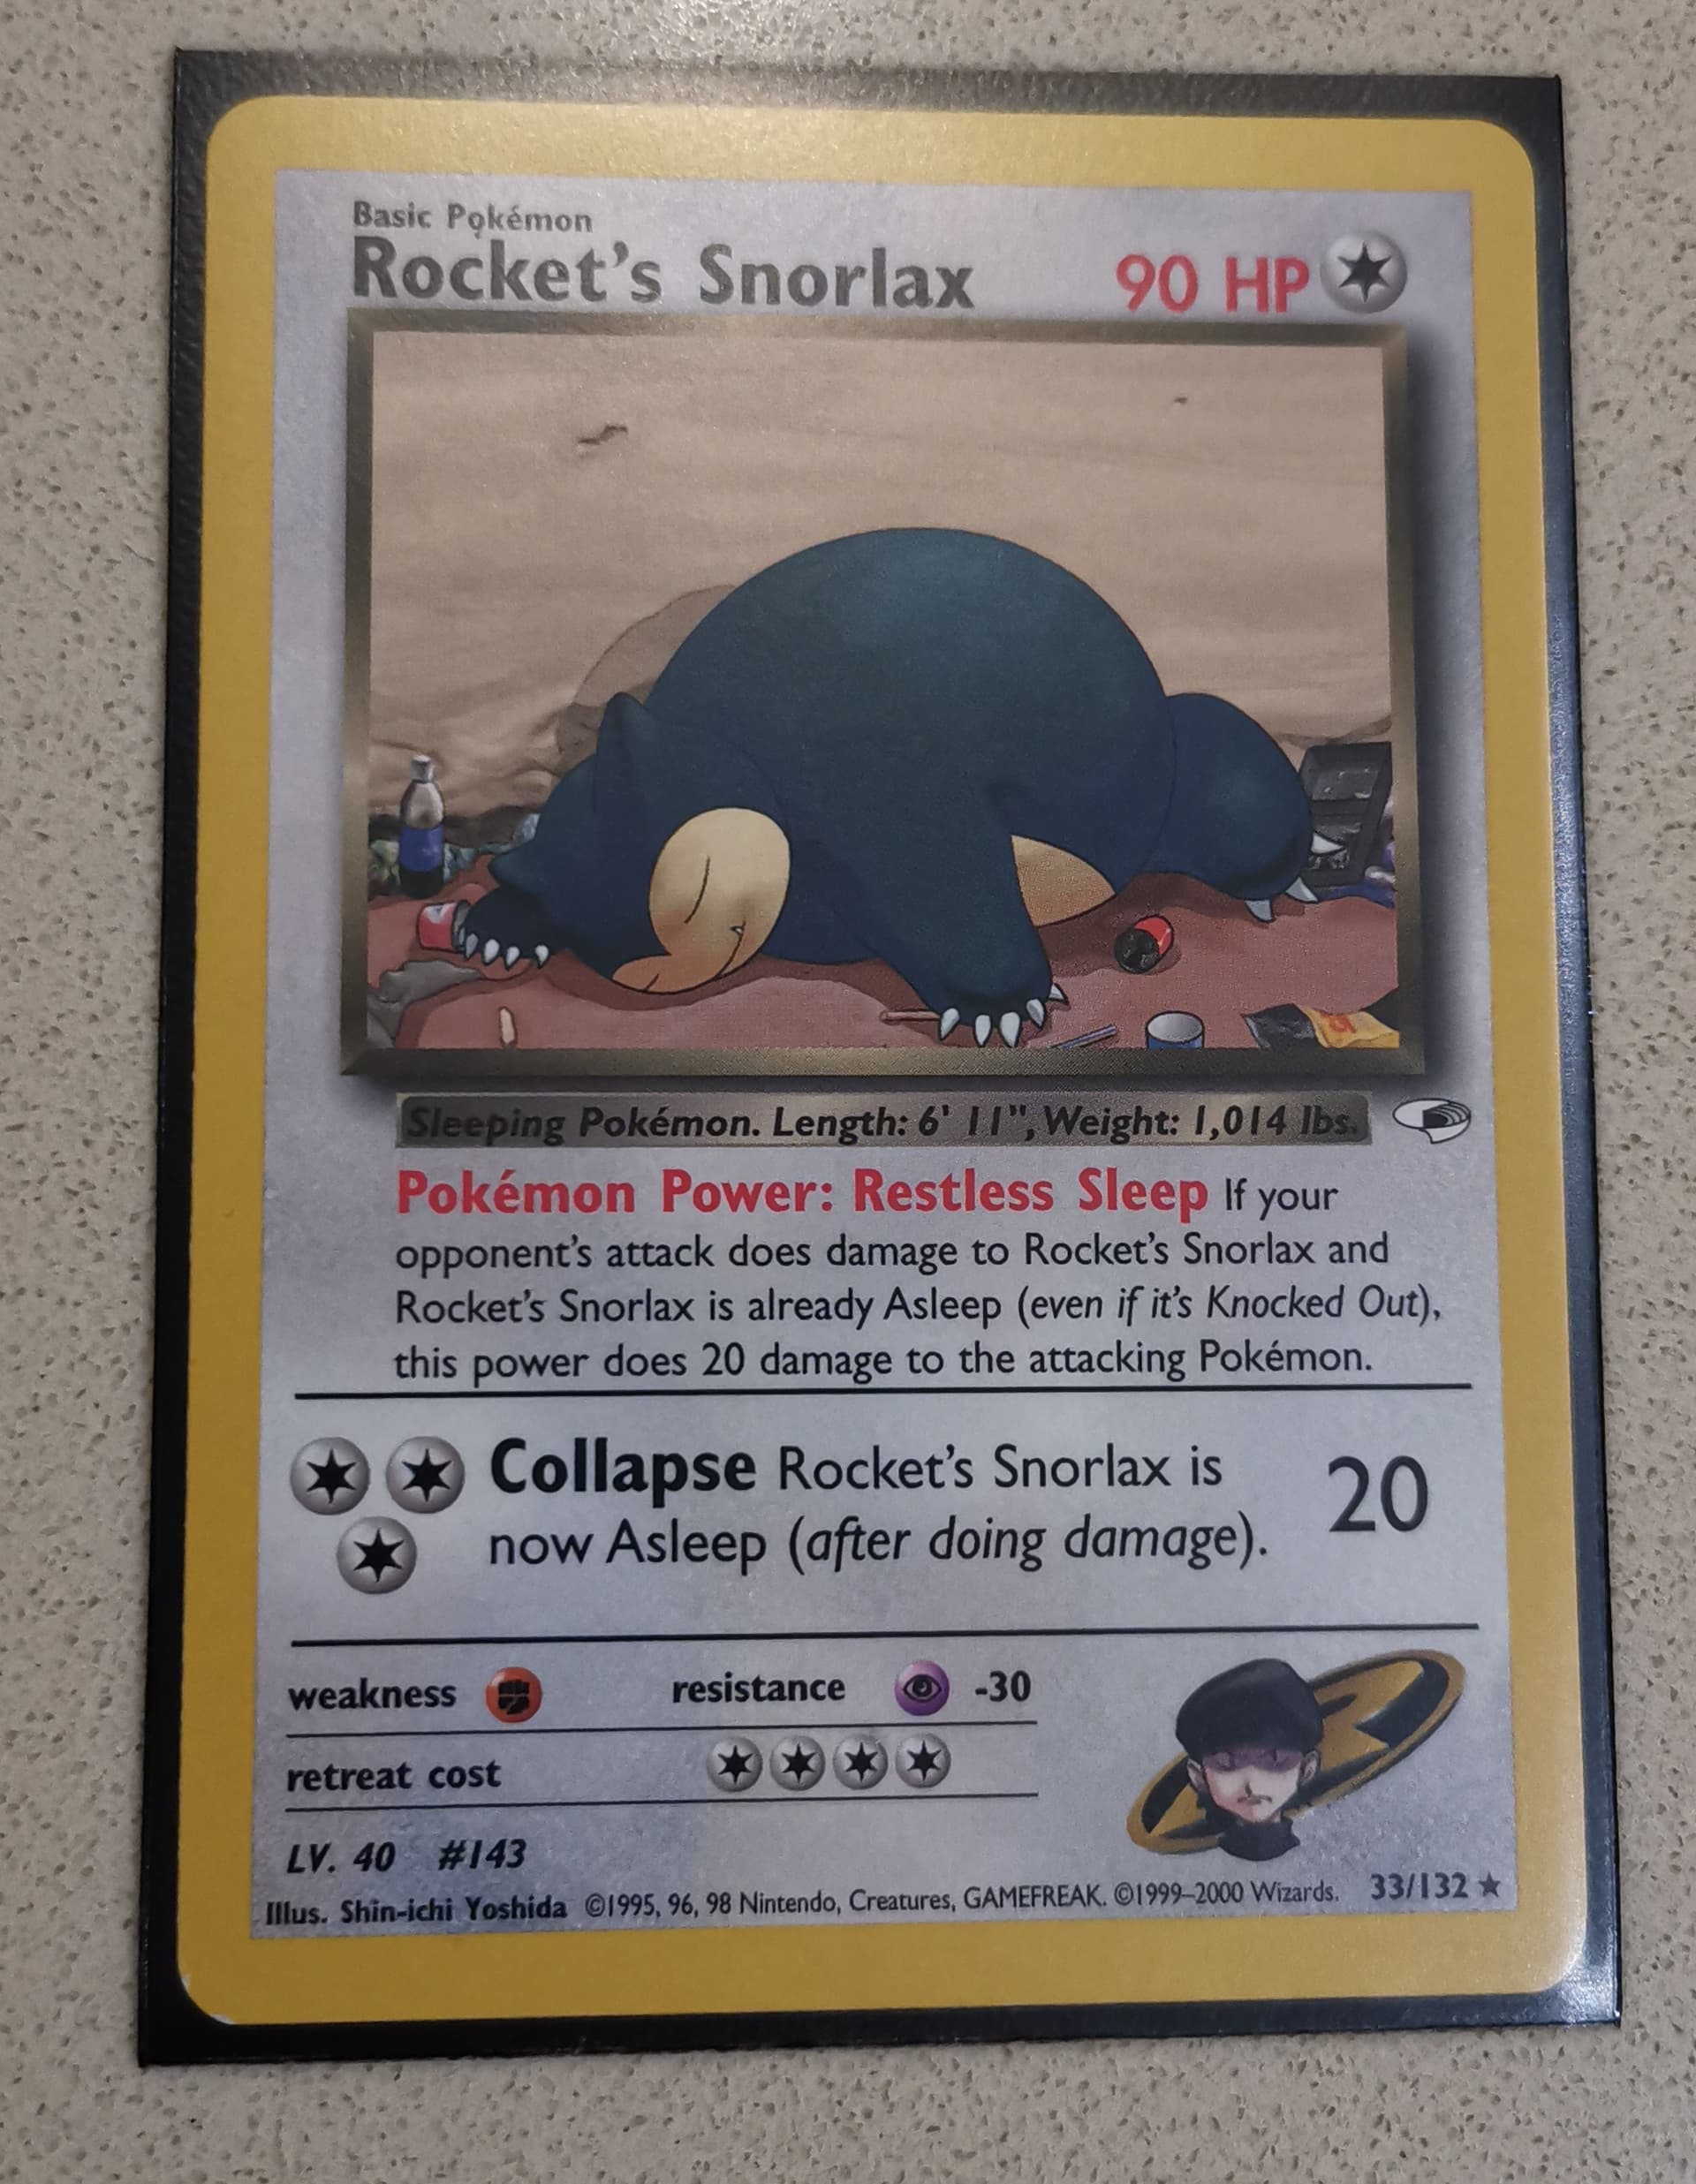 Basic Pokémon
Rocket's Snorlax 90 HP
Sleeping Pokémon. Length: 6' 11", Weight: 1,014 lbs.
Pokémon Power: Restless Sleep If your
opponent's attack does damage to Rocket's Snorlax and
Rocket's Snorlax is already Asleep (even if it's Knocked Out),
this power does 20 damage to the attacking Pokémon.
Collapse Rocket's Snorlax is
now Asleep (after doing damage). 20
weakness resistance -30
retreat cost
LV. 40 #143
Illus. Shin-ichi Yoshida ©1995, 96, 98 Nintendo, Creatures, GAMEFREAK. ©1999–2000 Wizards. 33/132 ★